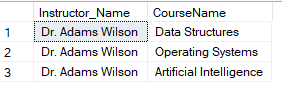 Instructor_Name CourseName
1 Dr. Adams Wilson Data Structures
2 Dr. Adams Wilson Operating Systems
3 Dr. Adams Wilson Artificial Intelligence